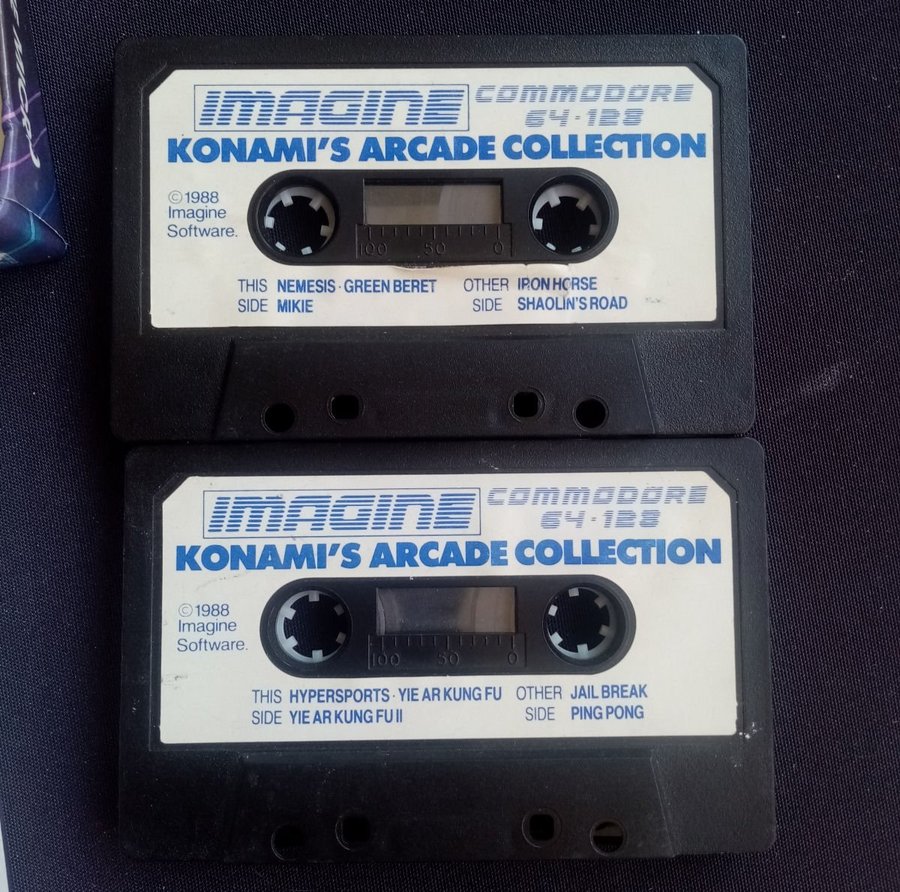 IMAGINE COMMODORE
64·128
KONAMI'S ARCADE COLLECTION
©1988
Imagine
Software.
100 50 0
THIS NEMESIS · GREEN BERET OTHER IRON HORSE
SIDE MIKIE SIDE SHAOLIN'S ROAD
IMAGINE COMMODORE
64·128
KONAMI'S ARCADE COLLECTION
©1988
Imagine
Software.
100 50 0
THIS HYPERSPORTS · YIE AR KUNG FU OTHER JAIL BREAK
SIDE YIE AR KUNG FU II SIDE PING PONG